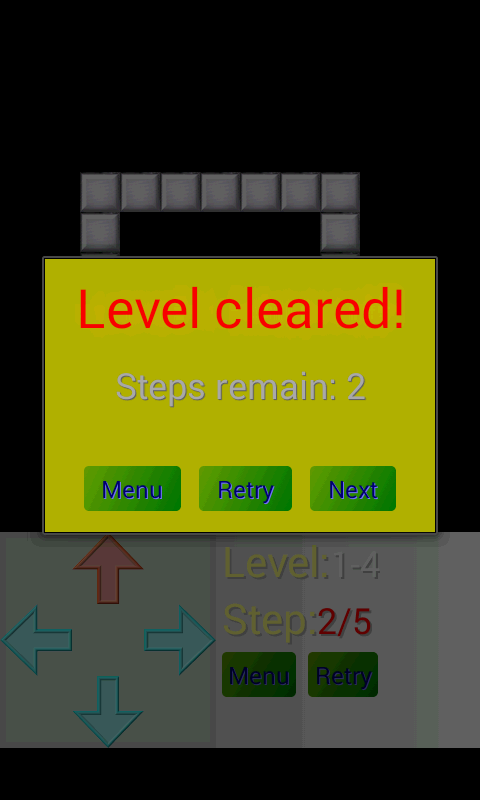 Level cleared!
Steps remain: 2
Menu Retry Next
Level:1-4
Step:2/5
Menu Retry